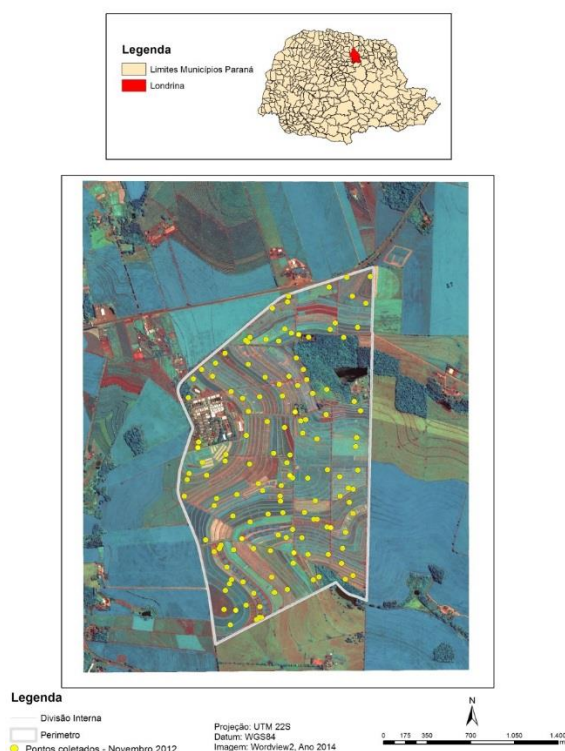 Legenda
Limites Municípios Paraná
Londrina
Legenda
Divisão Interna
Perimetro
Pontos coletados - Novembro 2012
Projeção: UTM 22S
Datum: WGS84
Imagem: Wordview2, Ano 2014
N
0 175 350 700 1.050 1.400
m